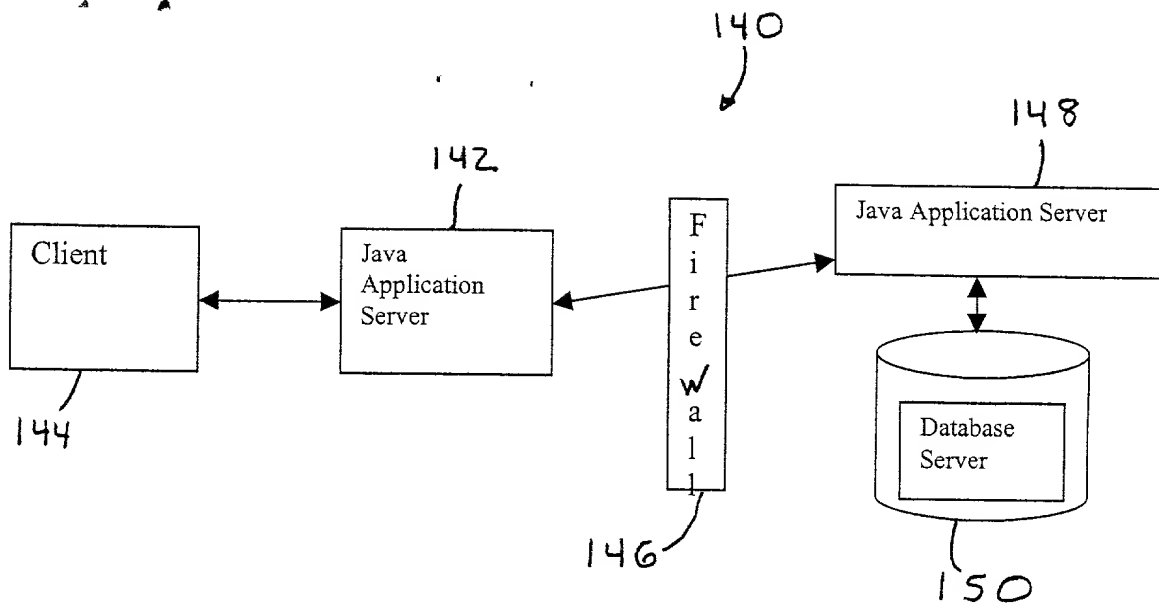 140
148
142
Client
Java
Application
Server
F
i
r
e
w
a
l
l
Java Application Server
Database
Server
144
146
150